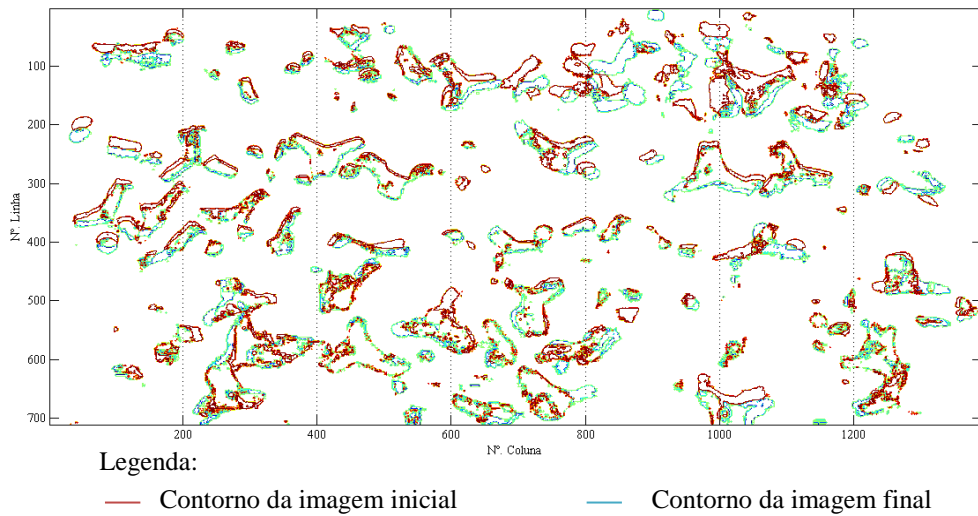 100
200
300
400
500
600
700
Nº. Linha
200
400
600
800
1000
1200
Nº. Coluna
Legenda:
Contorno da imagem inicial
Contorno da imagem final